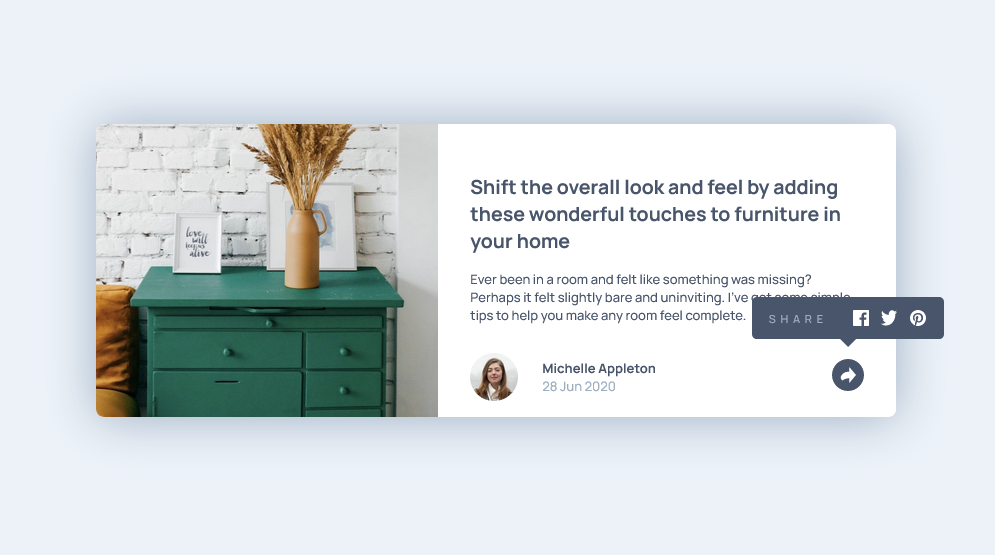 love
will
keep us
alive
Shift the overall look and feel by adding
these wonderful touches to furniture in
your home
Ever been in a room and felt like something was missing?
Perhaps it felt slightly bare and uninviting. I've got some simple
tips to help you make any room feel complete.
SHARE
Michelle Appleton
28 Jun 2020